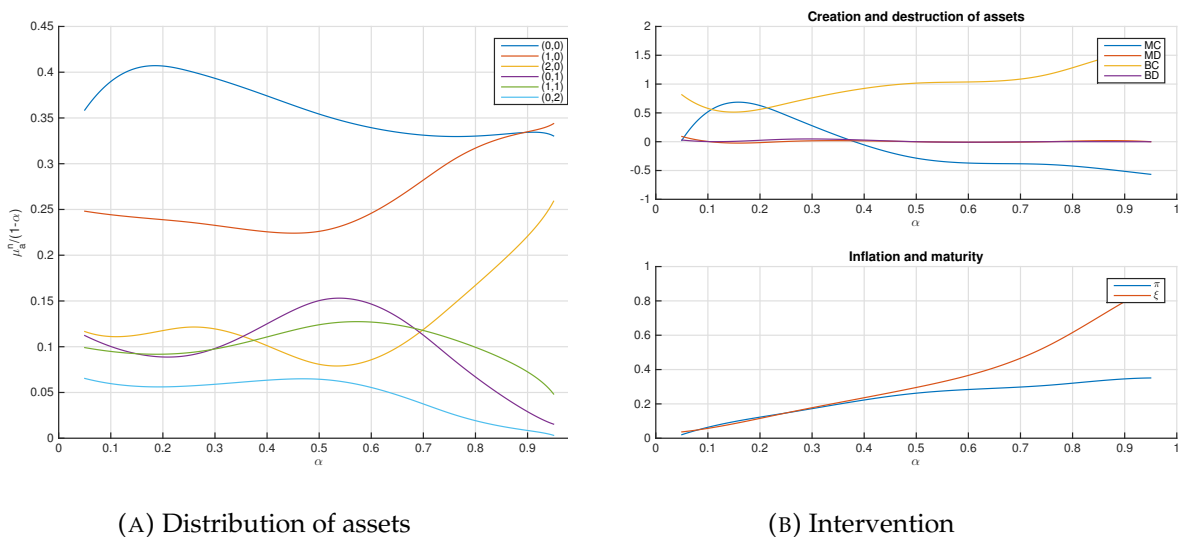 0.45
0.4
0.35
0.3
0.25
0.2
0.15
0.1
0.05
0
μₐⁿ/(1-α)
(0,0)
(1,0)
(2,0)
(0,1)
(1,1)
(0,2)
0 0.1 0.2 0.3 0.4 0.5 0.6 0.7 0.8 0.9
α
(A) Distribution of assets
Creation and destruction of assets
2
1.5
1
0.5
0
-0.5
-1
MC
MD
BC
BD
0 0.1 0.2 0.3 0.4 0.5 0.6 0.7 0.8 0.9 1
α
Inflation and maturity
1
0.8
0.6
0.4
0.2
0
π
ξ
0 0.1 0.2 0.3 0.4 0.5 0.6 0.7 0.8 0.9 1
α
(B) Intervention